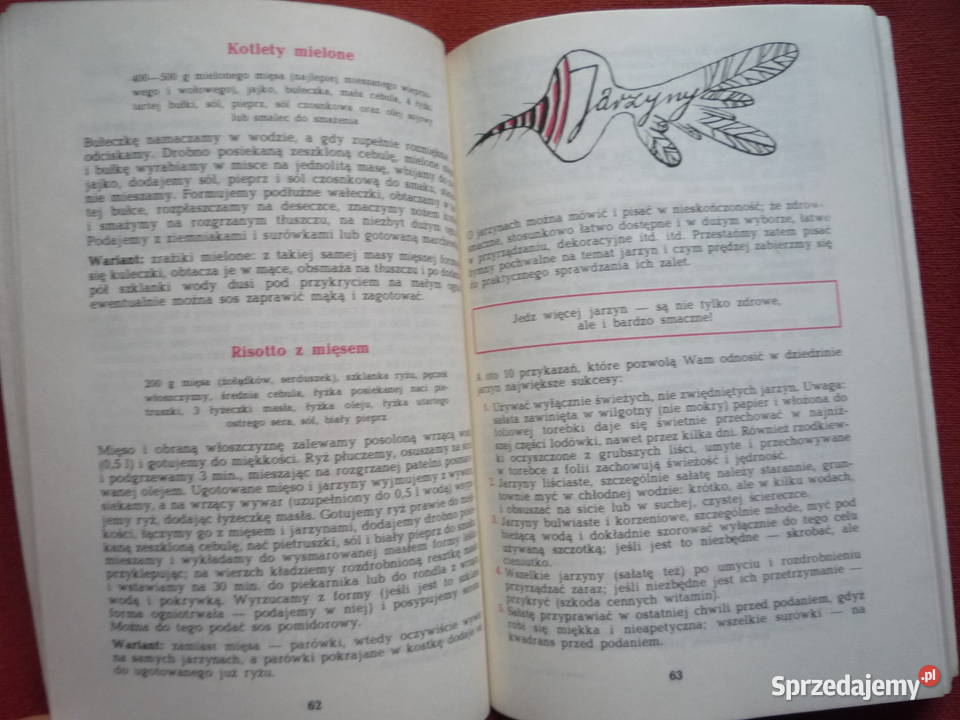 Kotlety mielone
400—500 g mielonego mięsa (najlepiej mieszanego wieprzo-
wego i wołowego), jajko, bułeczka, mała cebula, 4 łyżki
tartej bułki, sól, pieprz, sól czosnkowa oraz olej sojowy
lub smalec do smażenia
Bułeczkę namaczamy w wodzie, a gdy zupełnie rozmięknie
odciskamy. Drobno posiekaną zeszkloną cebulę, mielone
i bułkę wyrabiamy w misce na jednolitą masę, wbijamy do
jajko, dodajemy sól, pieprz i sól czosnkową do smaku,
nie mieszamy. Formujemy podłużne wałeczki, obtaczamy w
tej bułce, rozpłaszczamy na deseczce, znaczymy nożem
i smażymy na rozgrzanym tłuszczu, na niezbyt dużym
Podajemy z ziemniakami i surówkami lub gotowaną
Wariant: zraziki mielone: z takiej samej masy mięsnej
się kuleczki, obtacza je w mące, obsmaża na tłuszczu i po
pół szklanki wody dusi pod przykryciem na małym
ewentualnie można sos zaprawić mąką i zagotować.
Risotto z mięsem
200 g mięsa (żołądków, serduszek), szklanka ryżu, pęczek
włoszczyzny, średnia cebula, łyżka posiekanej naci pie-
truszki, 3 łyżeczki masła, łyżka oleju, łyżka utartego
ostrego sera, sól, biały pieprz
Mięso i obraną włoszczyznę zalewamy posoloną wrzącą
(0,5 l) i gotujemy do miękkości. Ryż płuczemy, osuszamy na
i podgrzewamy 3 min., mieszając na rozgrzanej patelni
wanej olejem. Ugotowane mięso i jarzyny wyjmujemy z
siekamy, a na wrzący wywar (uzupełniony do 0,5 l wodą)
jemy ryż, dodając łyżeczkę masła. Gotujemy ryż prawie do
kości, łączymy go z mięsem i jarzynami, dodajemy drobno
kaną zeszkloną cebulę, nać pietruszki, sól i biały pieprz do
mieszamy i wykładamy do wysmarowanej masłem formy
przyklepując; na wierzch kładziemy rozdrobnioną resztkę
i wstawiamy na 30 min. do piekarnika lub do rondla z
wodą i pokrywką. Wyrzucamy z formy (jeśli jest to
forma ogniotrwała — podajemy w niej) i posypujemy
Można do tego podać sos pomidorowy.
Wariant: zamiast mięsa — parówki, wtedy oczywiście
na samych jarzynach, a parówki pokrajane w kostkę dodaje
do ugotowanego już ryżu.
62
Jarzyny
O jarzynach można mówić i pisać w nieskończoność; że zdrowe,
smaczne, stosunkowo łatwo dostępne i w dużym wyborze, łatwe
w przyrządzaniu, dekoracyjne itd. itd. Przestańmy zatem pisać
hymny pochwalne na temat jarzyn i czym prędzej zabierzmy się
do praktycznego sprawdzania ich zalet.
Jedz więcej jarzyn — są nie tylko zdrowe,
ale i bardzo smaczne!
A oto 10 przykazań, które pozwolą Wam odnosić w dziedzinie
jarzyn największe sukcesy:
1. Używać wyłącznie świeżych, nie zwiędniętych jarzyn. Uwaga:
sałata zawinięta w wilgotny (nie mokry) papier i włożona do
foliowej torebki daje się świetnie przechować w najniż-
szej części lodówki, nawet przez kilka dni. Również rzodkiew-
ki oczyszczone z grubszych liści, umyte i przechowywane
w torebce z folii zachowują świeżość i jędrność.
2. Jarzyny liściaste, szczególnie sałatę należy starannie, grun-
townie myć w chłodnej wodzie: krótko, ale w kilku wodach,
i obsuszać na sicie lub w suchej, czystej ściereczce.
3. Jarzyny bulwiaste i korzeniowe, szczególnie młode, myć pod
bieżącą wodą i dokładnie szorować wyłącznie do tego celu
używaną szczotką; jeśli jest to niezbędne — skrobać, ale
cieniutko.
4. Wszelkie jarzyny (sałatę też) po umyciu i rozdrobnieniu
przyrządzać zaraz; jeśli niezbędne jest ich przetrzymanie —
przykryć (szkoda cennych witamin).
5. Sałatę przyprawiać w ostatniej chwili przed podaniem, gdyż
robi się miękka i nieapetyczna; wszelkie surówki — na
kwadrans przed podaniem.
63
Sprzedajemy.pl